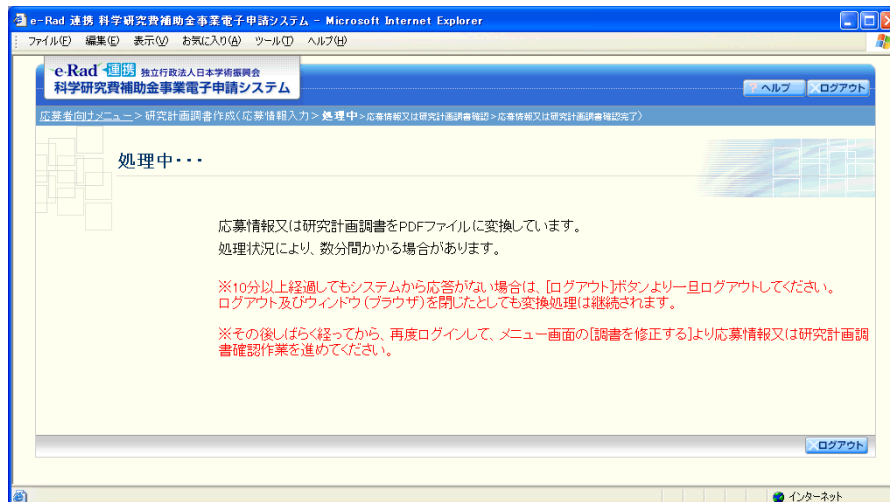 e-Rad 連携 科学研究費補助金事業電子申請システム - Microsoft Internet Explorer
ファイル(F) 編集(E) 表示(V) お気に入り(A) ツール(T) ヘルプ(H)
e-Rad 連携 独立行政法人日本学術振興会
科学研究費補助金事業電子申請システム
? ヘルプ ×ログアウト
応募者向けメニュー>研究計画調書作成(応募情報入力>処理中>応募情報又は研究計画調書確認>応募情報又は研究計画調書確認完了)
処理中・・・
応募情報又は研究計画調書をPDFファイルに変換しています。
処理状況により、数分間かかる場合があります。
※10分以上経過してもシステムから応答がない場合は、[ログアウト]ボタンより一旦ログアウトしてください。
ログアウト及びウィンドウ(ブラウザ)を閉じたとしても変換処理は継続されます。
※その後しばらく経ってから、再度ログインして、メニュー画面の[調書を修正する]より応募情報又は研究計画調
書確認作業を進めてください。
×ログアウト
インターネット